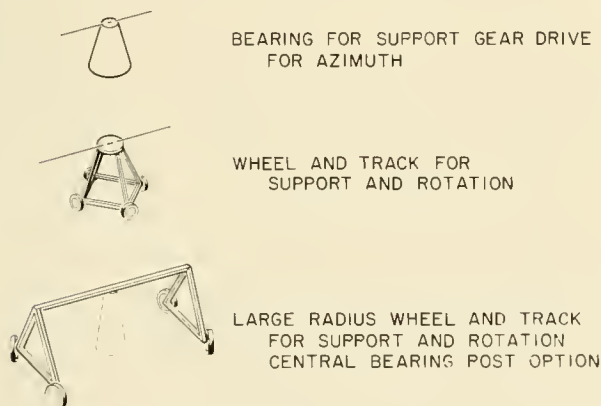 BEARING FOR SUPPORT GEAR DRIVE
FOR AZIMUTH
WHEEL AND TRACK FOR
SUPPORT AND ROTATION
LARGE RADIUS WHEEL AND TRACK
FOR SUPPORT AND ROTATION
CENTRAL BEARING POST OPTION